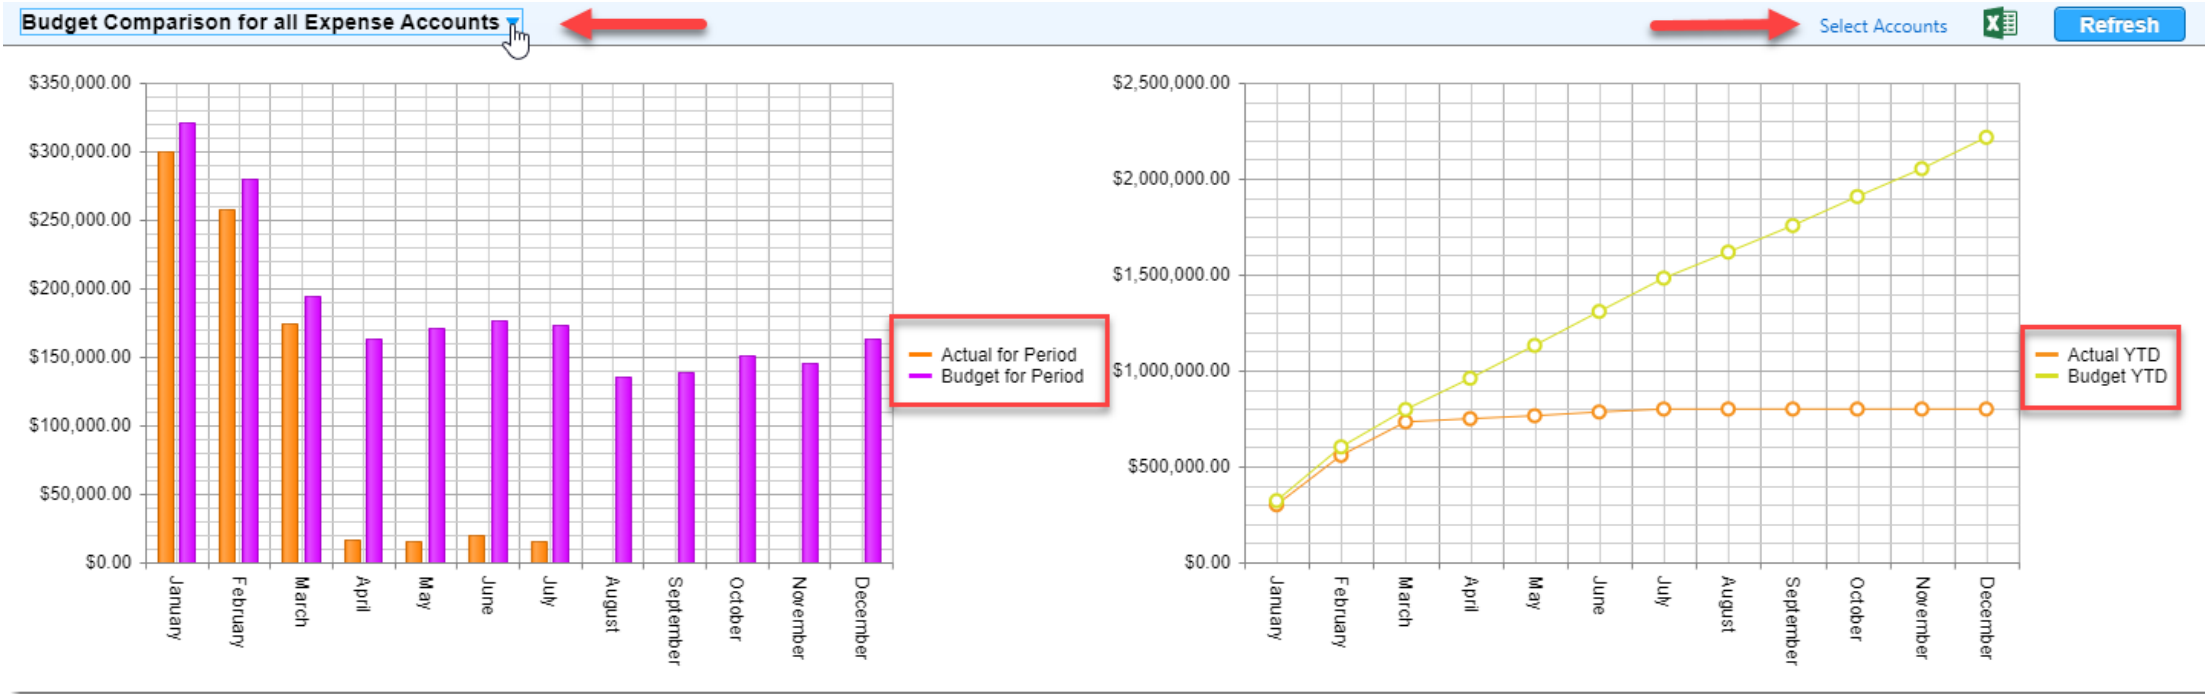 Budget Comparison for all Expense Accounts
Select Accounts
Refresh
$350,000.00
$300,000.00
$250,000.00
$200,000.00
$150,000.00
$100,000.00
$50,000.00
$0.00
January
February
March
April
May
June
July
August
September
October
November
December
Actual for Period
Budget for Period
$2,500,000.00
$2,000,000.00
$1,500,000.00
$1,000,000.00
$500,000.00
$0.00
January
February
March
April
May
June
July
August
September
October
November
December
Actual YTD
Budget YTD